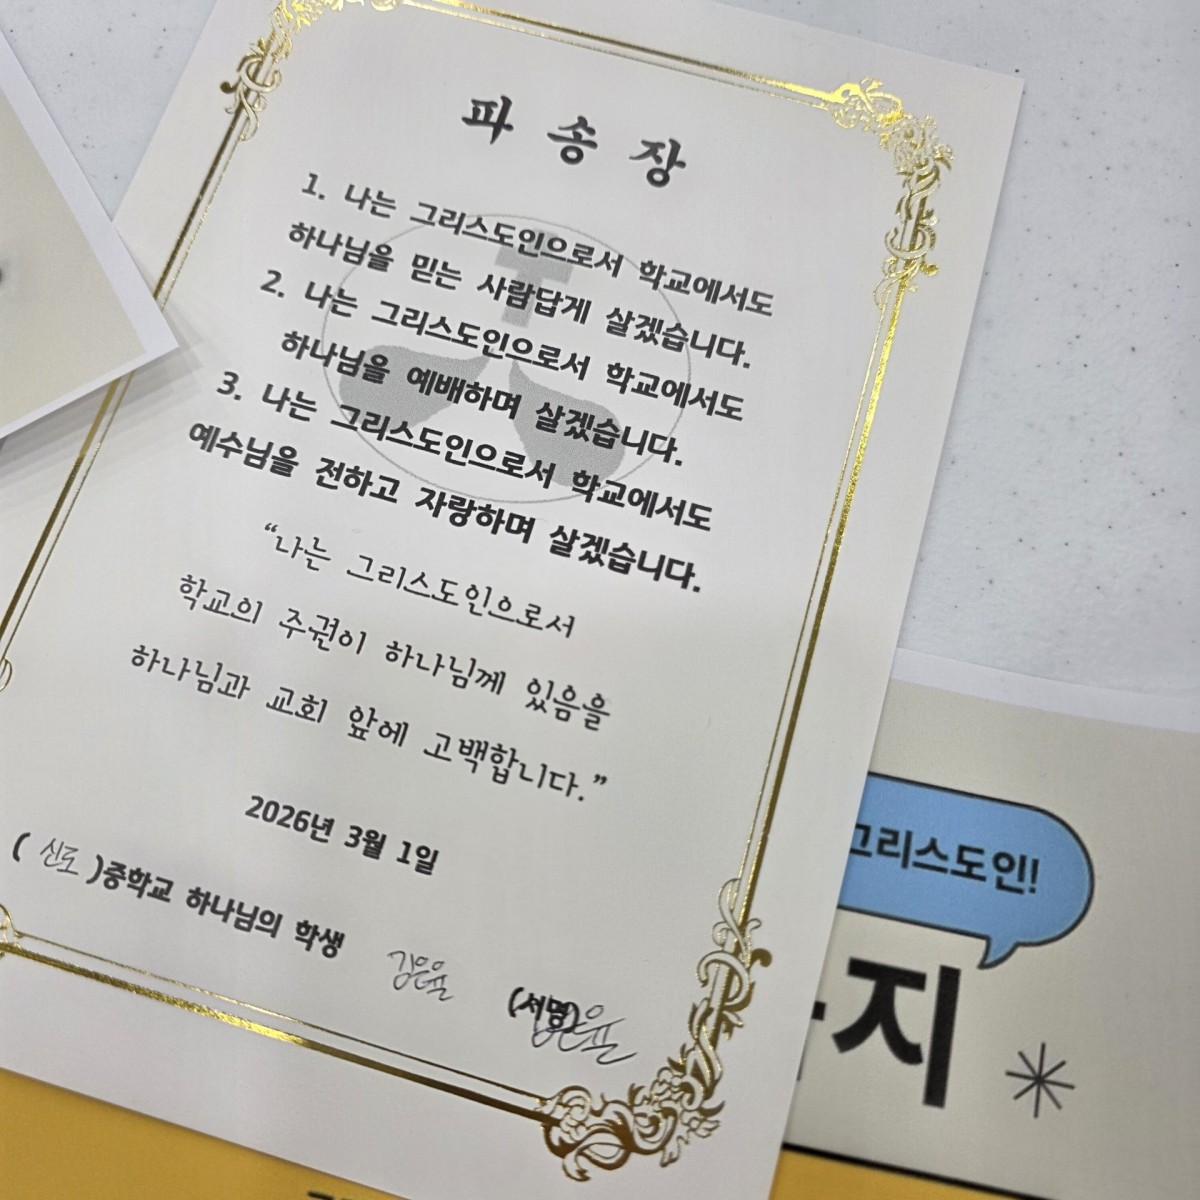 파송장
1. 나는 그리스도인으로서 학교에서도
하나님을 믿는 사람답게 살겠습니다.
2. 나는 그리스도인으로서 학교에서도
하나님을 예배하며 살겠습니다.
3. 나는 그리스도인으로서 학교에서도
예수님을 전하고 자랑하며 살겠습니다.
“나는 그리스도인으로서
학교의 주권이 하나님께 있음을
하나님과 교회 앞에 고백합니다.”
2026년 3월 1일
( 신도 )중학교 하나님의 학생 김은율 (서명)
그리스도인!
지